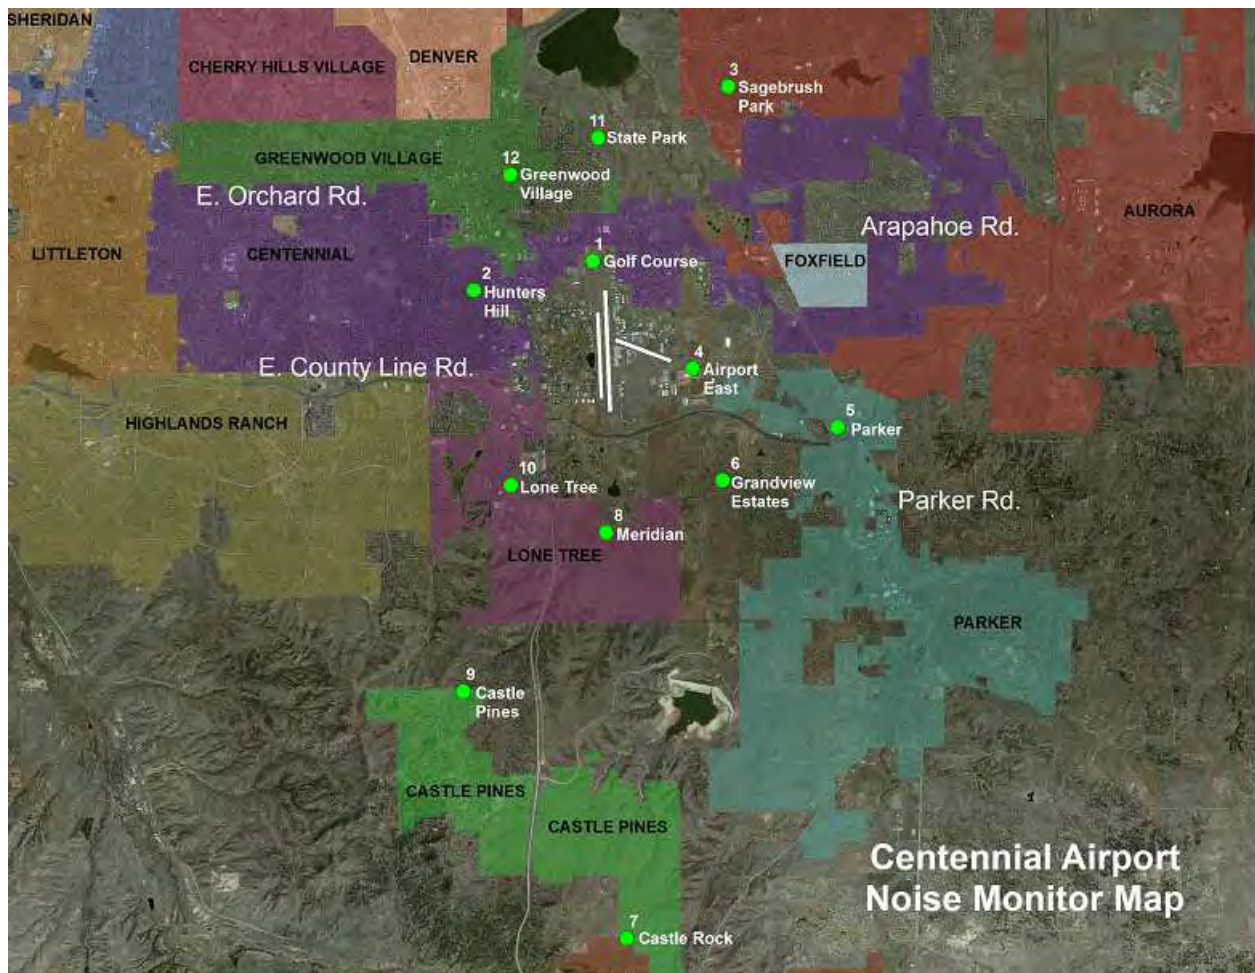 SHERIDAN
CHERRY HILLS VILLAGE
DENVER
3
Sagebrush
Park
11
State Park
GREENWOOD VILLAGE
12
Greenwood
Village
E. Orchard Rd.
AURORA
Arapahoe Rd.
LITTLETON
CENTENNIAL
1
Golf Course
FOXFIELD
2
Hunters
Hill
E. County Line Rd.
4
Airport
East
HIGHLANDS RANCH
5
Parker
10
Lone Tree
6
Grandview
Estates
Parker Rd.
8
Meridian
LONE TREE
PARKER
9
Castle
Pines
CASTLE PINES
CASTLE PINES
Centennial Airport
Noise Monitor Map
7
Castle Rock